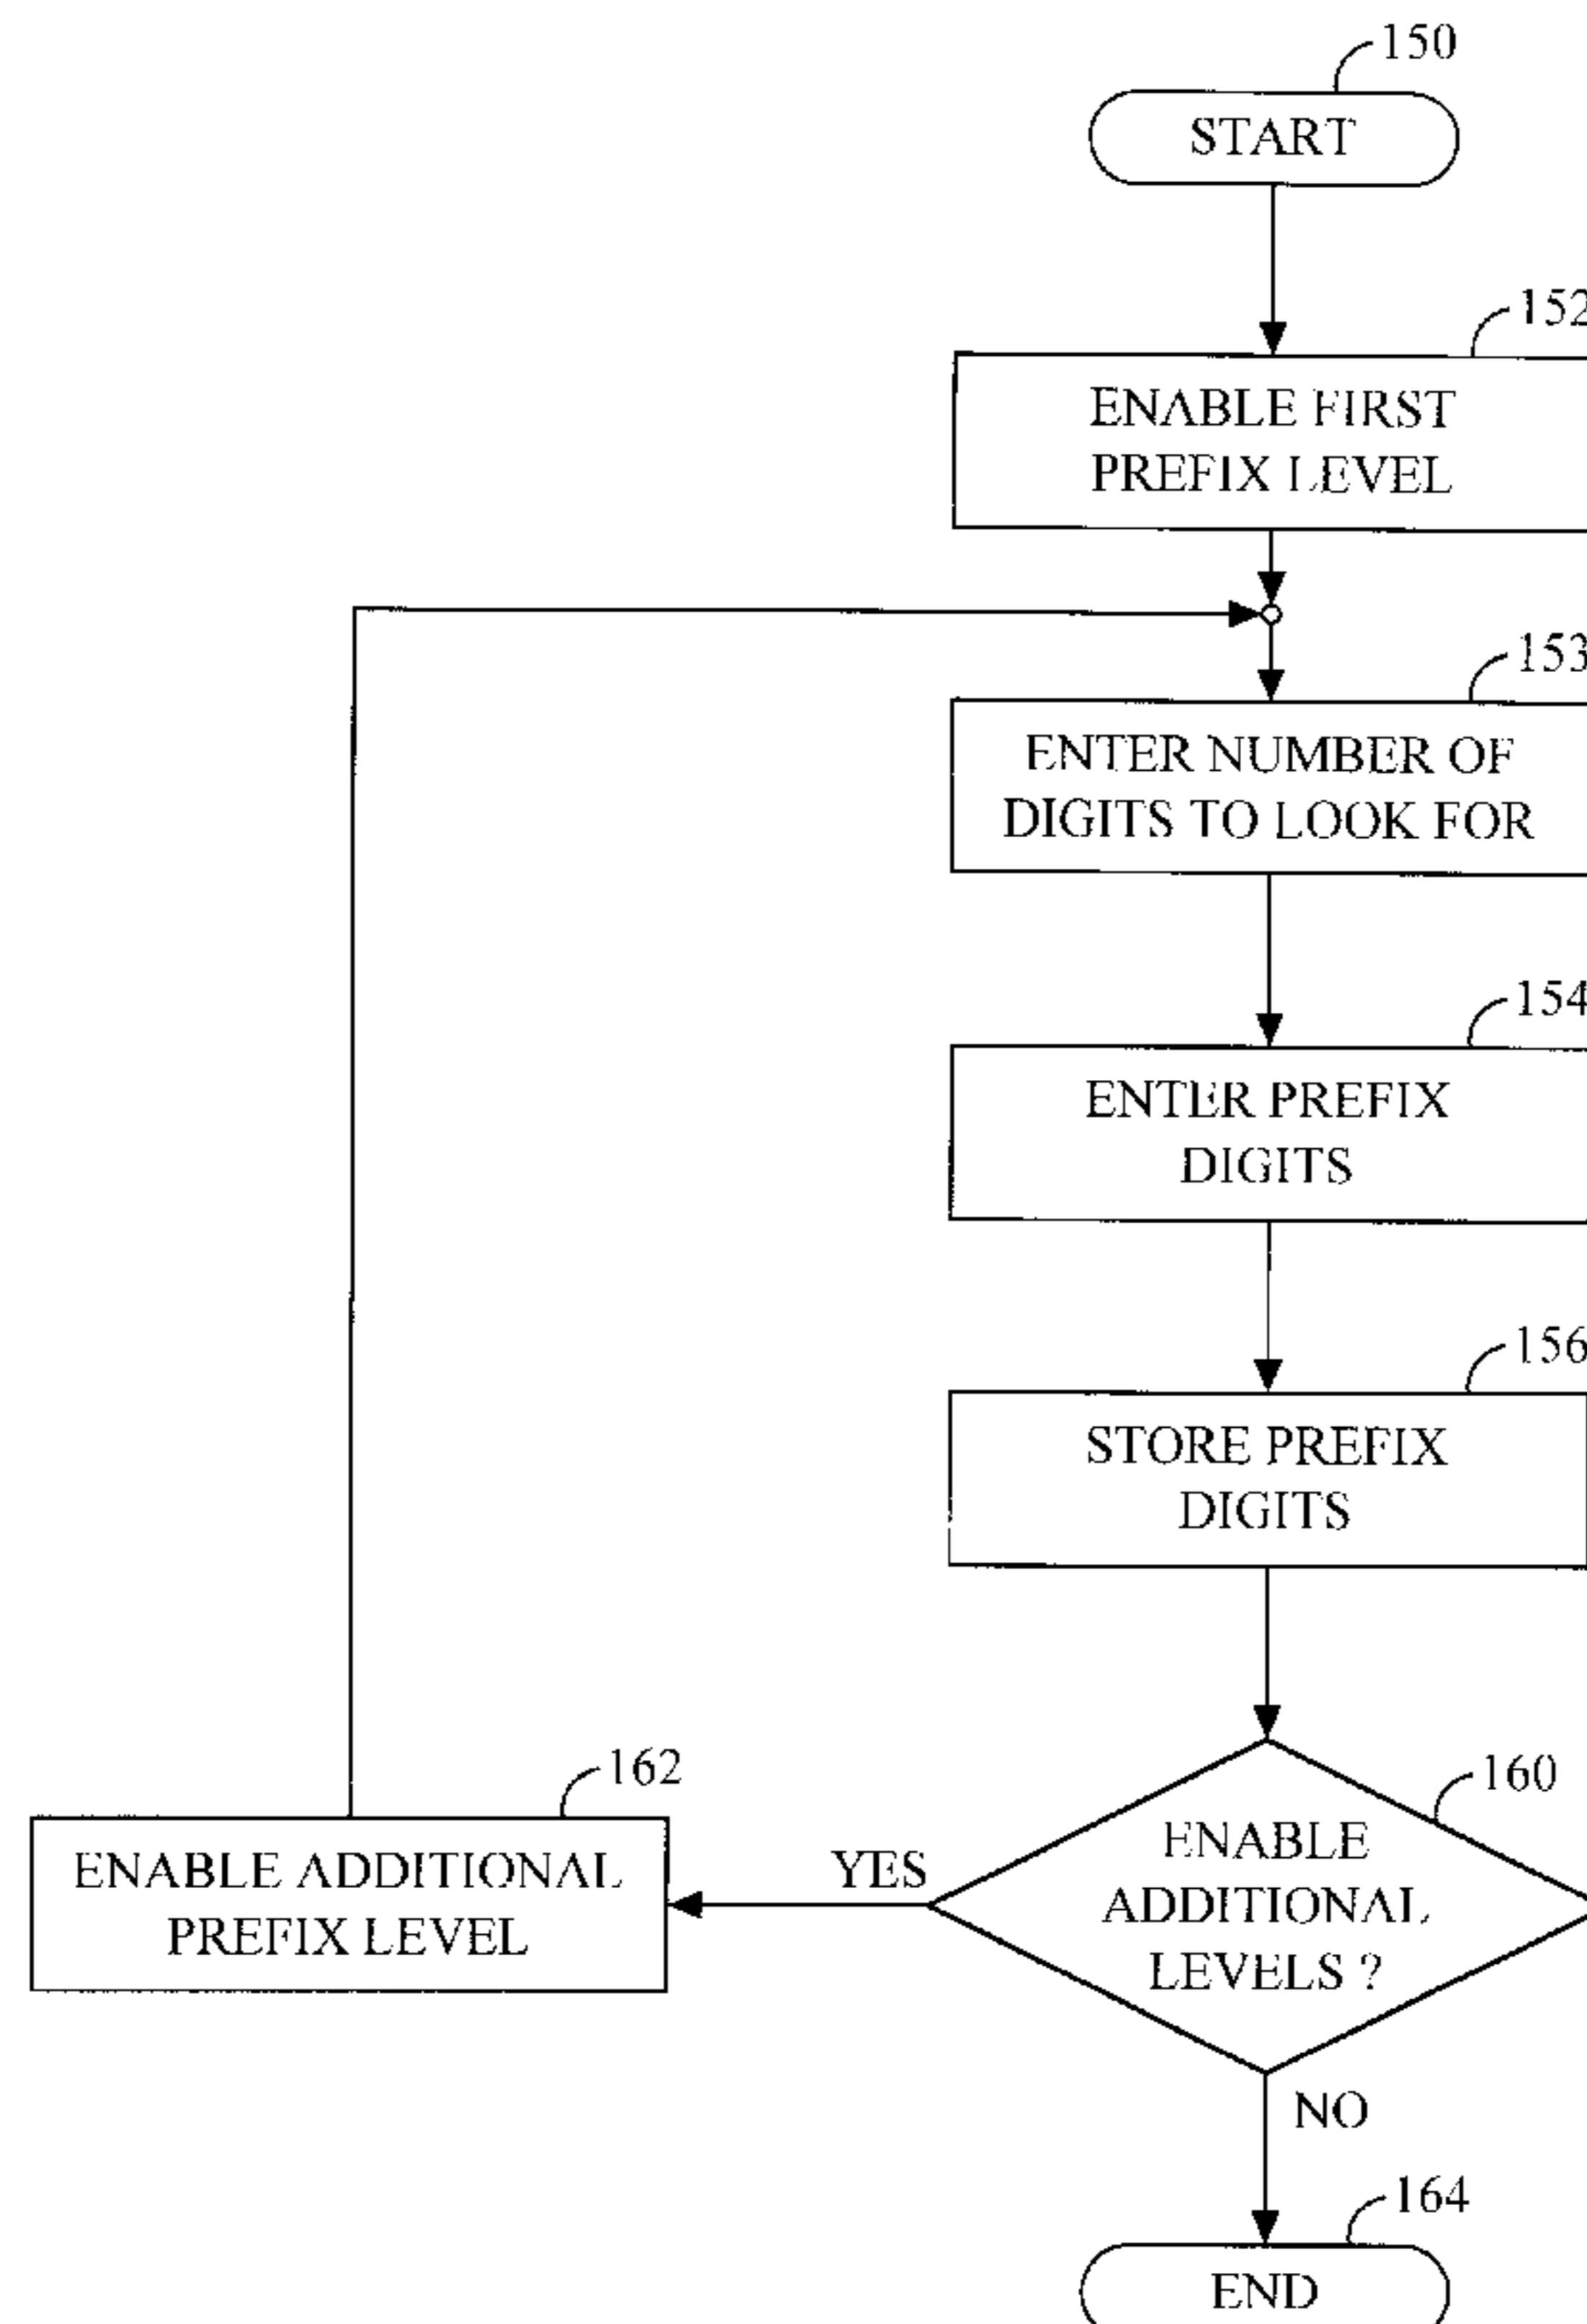 150
START
152
ENABLE FIRST
PREFIX LEVEL
153
ENTER NUMBER OF
DIGITS TO LOOK FOR
154
ENTER PREFIX
DIGITS
156
STORE PREFIX
DIGITS
162
ENABLE ADDITIONAL
PREFIX LEVEL
YES
160
ENABLE
ADDITIONAL
LEVELS ?
NO
164
END